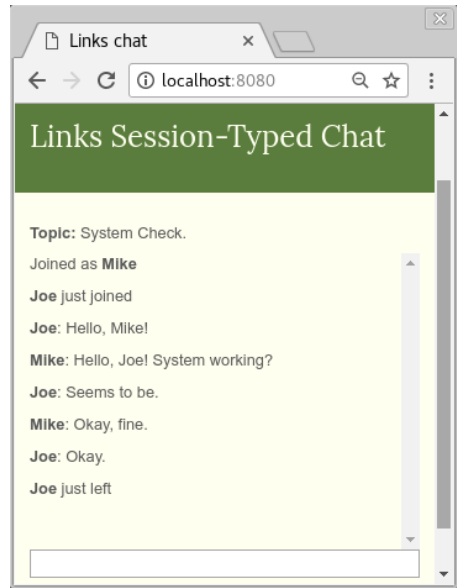 Links chat
localhost:8080
Links Session-Typed Chat
Topic: System Check.
Joined as Mike
Joe just joined
Joe: Hello, Mike!
Mike: Hello, Joe! System working?
Joe: Seems to be.
Mike: Okay, fine.
Joe: Okay.
Joe just left